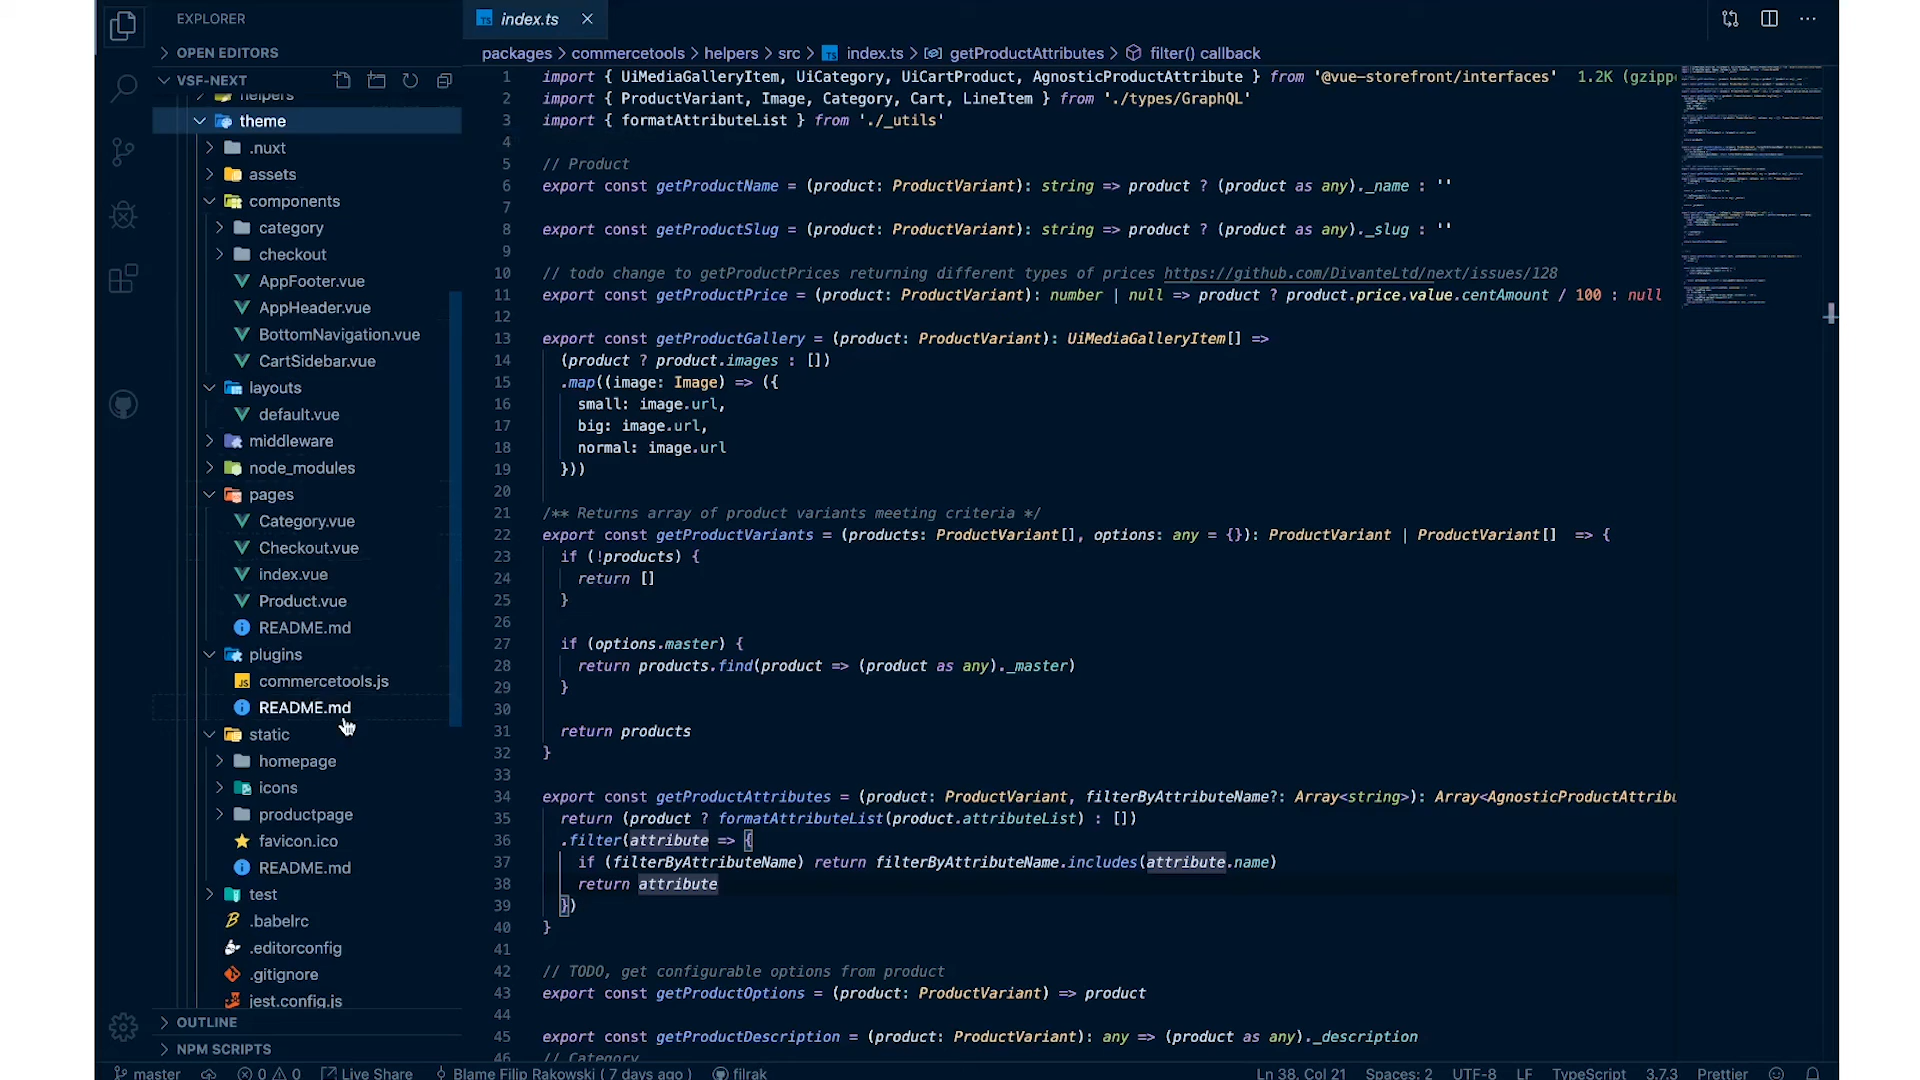 EXPLORER
OPEN EDITORS
VSF-NEXT
helpers
theme
.nuxt
assets
components
category
checkout
AppFooter.vue
AppHeader.vue
BottomNavigation.vue
CartSidebar.vue
layouts
default.vue
middleware
node_modules
pages
Category.vue
Checkout.vue
index.vue
Product.vue
README.md
plugins
commercetools.js
README.md
static
homepage
icons
productpage
favicon.ico
README.md
test
.babelrc
.editorconfig
.gitignore
jest.config.js
OUTLINE
NPM SCRIPTS
TS index.ts
packages > commercetools > helpers > src > TS index.ts > getProductAttributes > filter() callback
1 import { UiMediaGalleryItem, UiCategory, UiCartProduct, AgnosticProductAttribute } from '@vue-storefront/interfaces' 1.2K (gzippe
2 import { ProductVariant, Image, Category, Cart, LineItem } from './types/GraphQL'
3 import { formatAttributeList } from './_utils'
4
5 // Product
6 export const getProductName = (product: ProductVariant): string => product ? (product as any)._name : ''
7
8 export const getProductSlug = (product: ProductVariant): string => product ? (product as any)._slug : ''
9
10 // todo change to getProductPrices returning different types of prices https://github.com/DivanteLtd/next/issues/128
11 export const getProductPrice = (product: ProductVariant): number | null => product ? product.price.value.centAmount / 100 : null
12
13 export const getProductGallery = (product: ProductVariant): UiMediaGalleryItem[] =>
14 (product ? product.images : [])
15 .map((image: Image) => ({
16 small: image.url,
17 big: image.url,
18 normal: image.url
19 }))
20
21 /** Returns array of product variants meeting criteria */
22 export const getProductVariants = (products: ProductVariant[], options: any = {}): ProductVariant | ProductVariant[] => {
23 if (!products) {
24 return []
25 }
26
27 if (options.master) {
28 return products.find(product => (product as any)._master)
29 }
30
31 return products
32 }
33
34 export const getProductAttributes = (product: ProductVariant, filterByAttributeName?: Array<string>): Array<AgnosticProductAttribu
35 return (product ? formatAttributeList(product.attributeList) : [])
36 .filter(attribute => {
37 if (filterByAttributeName) return filterByAttributeName.includes(attribute.name)
38 return attribute
39 })
40 }
41
42 // TODO, get configurable options from product
43 export const getProductOptions = (product: ProductVariant) => product
44
45 export const getProductDescription = (product: ProductVariant): any => (product as any)._description
46 // Category
master 0 0 Live Share Blame Filip Rakowski ( 7 days ago ) filrak Ln 38, Col 21 Spaces: 2 UTF-8 LF TypeScript 3.7.3 Prettier